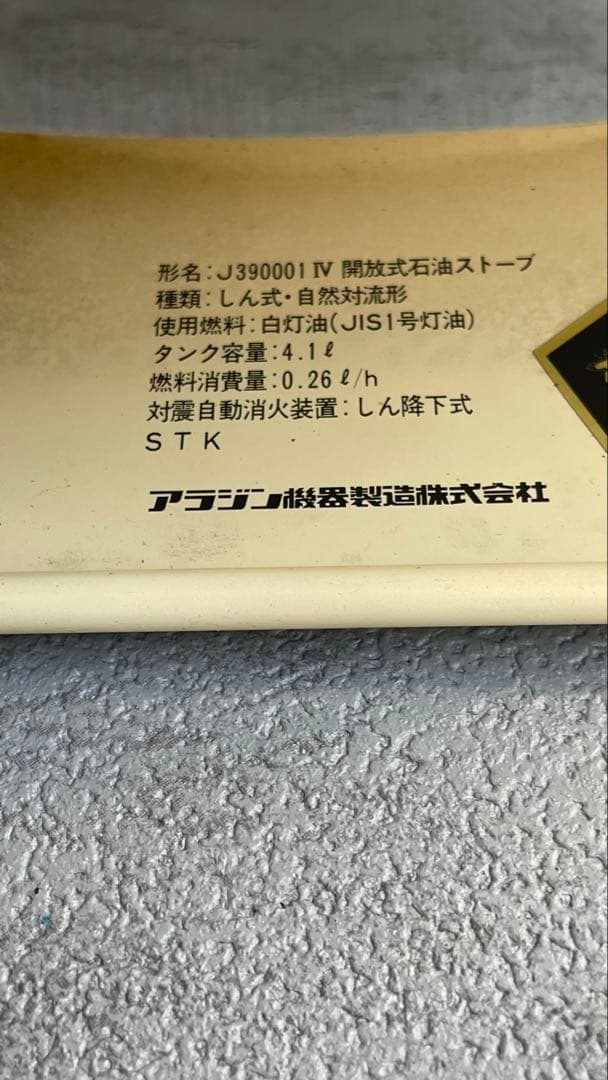 形名：J390001 Ⅳ 開放式石油ストーブ
種類：しん式・自然対流形
使用燃料：白灯油(JIS1号灯油)
タンク容量：4.1ℓ
燃料消費量：0.26ℓ/h
対震自動消火装置：しん降下式
STK
アラジン機器製造株式会社